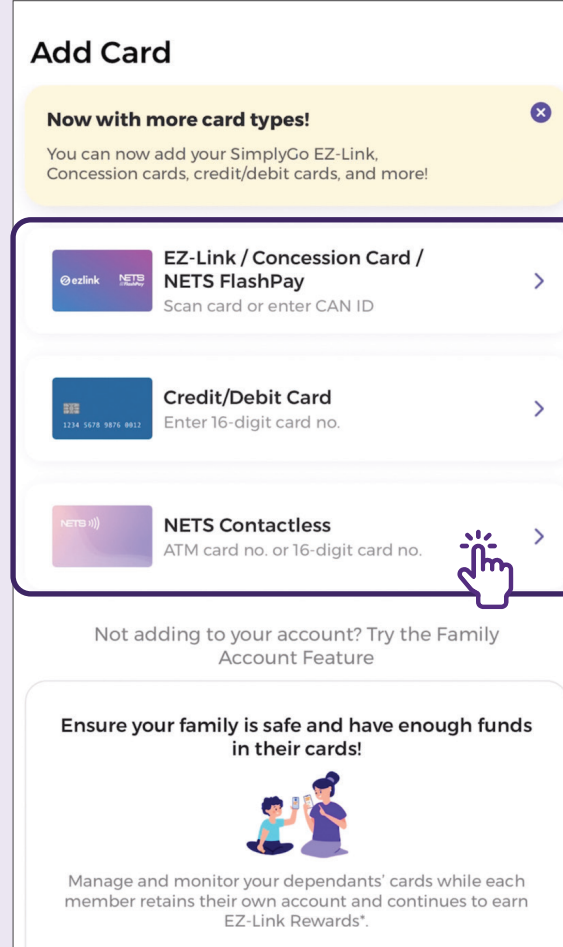 Add Card
Now with more card types!
You can now add your SimplyGo EZ-Link,
Concession cards, credit/debit cards, and more!
ezlink NETS
FlashPay
EZ-Link / Concession Card /
NETS FlashPay
Scan card or enter CAN ID
1234 5678 9876 0012
Credit/Debit Card
Enter 16-digit card no.
NETS
NETS Contactless
ATM card no. or 16-digit card no.
Not adding to your account? Try the Family
Account Feature
Ensure your family is safe and have enough funds
in their cards!
Manage and monitor your dependants' cards while each
member retains their own account and continues to earn
EZ-Link Rewards*.